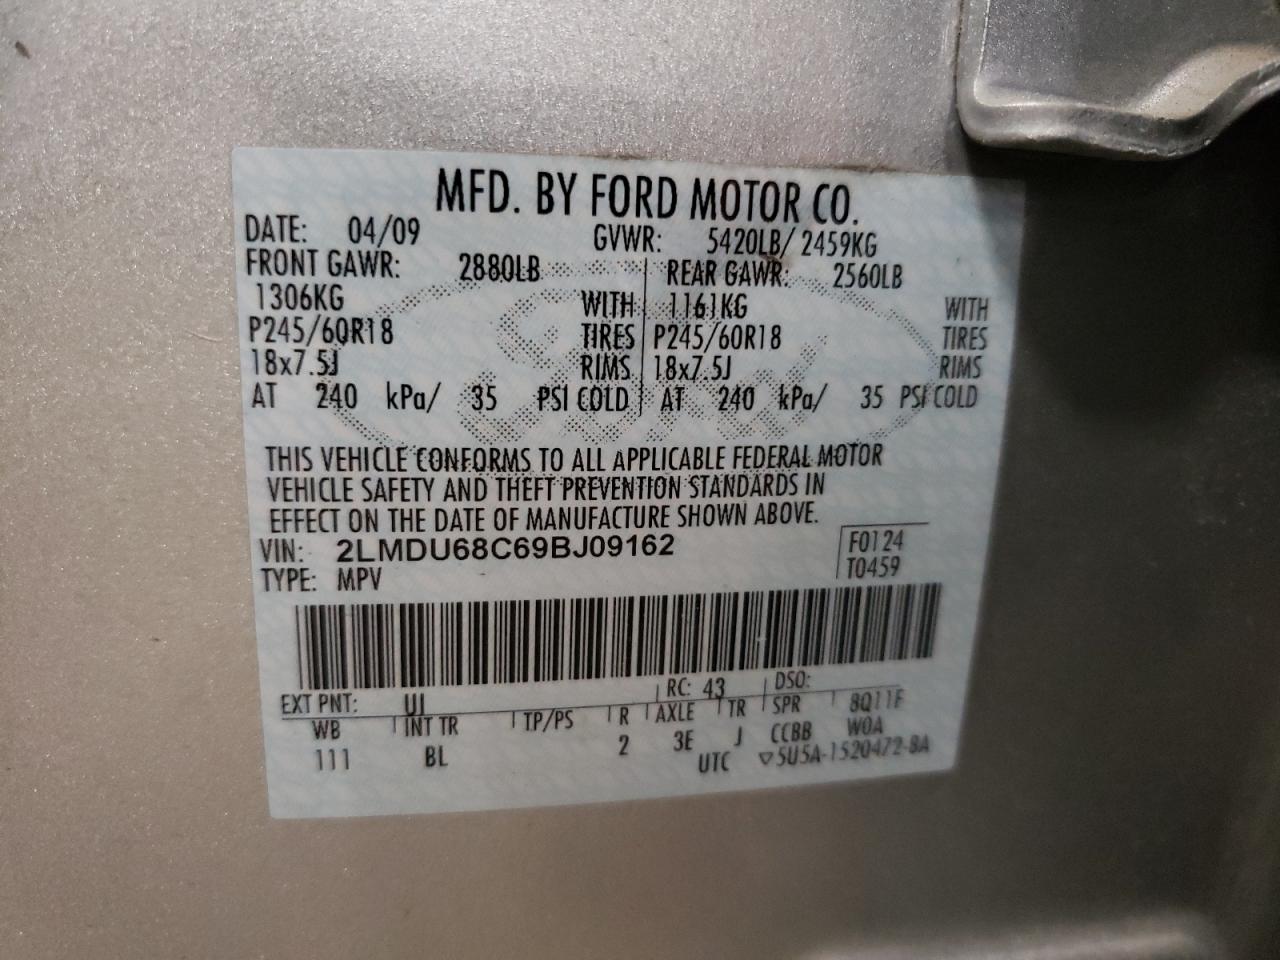 MFD. BY FORD MOTOR CO.
DATE: 04/09 GVWR: 5420LB/ 2459KG
FRONT GAWR: 2880LB REAR GAWR: 2560LB
1306KG WITH 1161KG WITH
P245/60R18 TIRES P245/60R18 TIRES
18x7.5J RIMS 18x7.5J RIMS
AT 240 kPa/ 35 PSI COLD AT 240 kPa/ 35 PSI COLD
THIS VEHICLE CONFORMS TO ALL APPLICABLE FEDERAL MOTOR
VEHICLE SAFETY AND THEFT PREVENTION STANDARDS IN
EFFECT ON THE DATE OF MANUFACTURE SHOWN ABOVE.
VIN: 2LMDU68C69BJ09162 F0124
TYPE: MPV T0459
EXT PNT: UJ RC: 43 DSO:
WB INT TR TP/PS R AXLE TR SPR 8Q11F
111 BL 2 3E J CCBB W0A
UTC ▽5U5A-1520472-BA